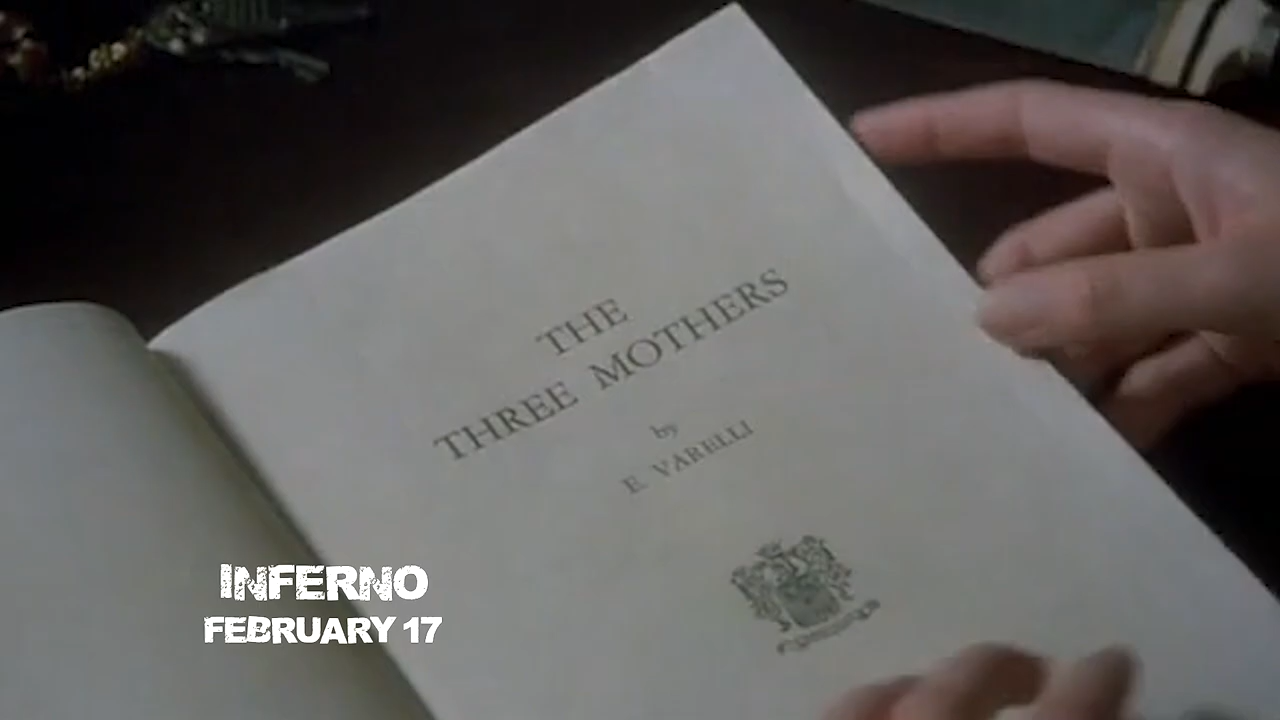 THE
THREE MOTHERS
by
E. VARELLI
INFERNO
FEBRUARY 17